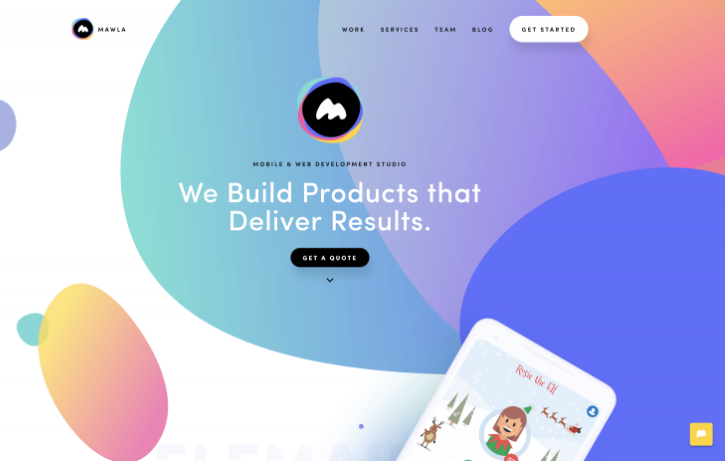 MAWLA
WORK SERVICES TEAM BLOG GET STARTED
MOBILE & WEB DEVELOPMENT STUDIO
We Build Products that
Deliver Results.
GET A QUOTE
Rosie the Elf